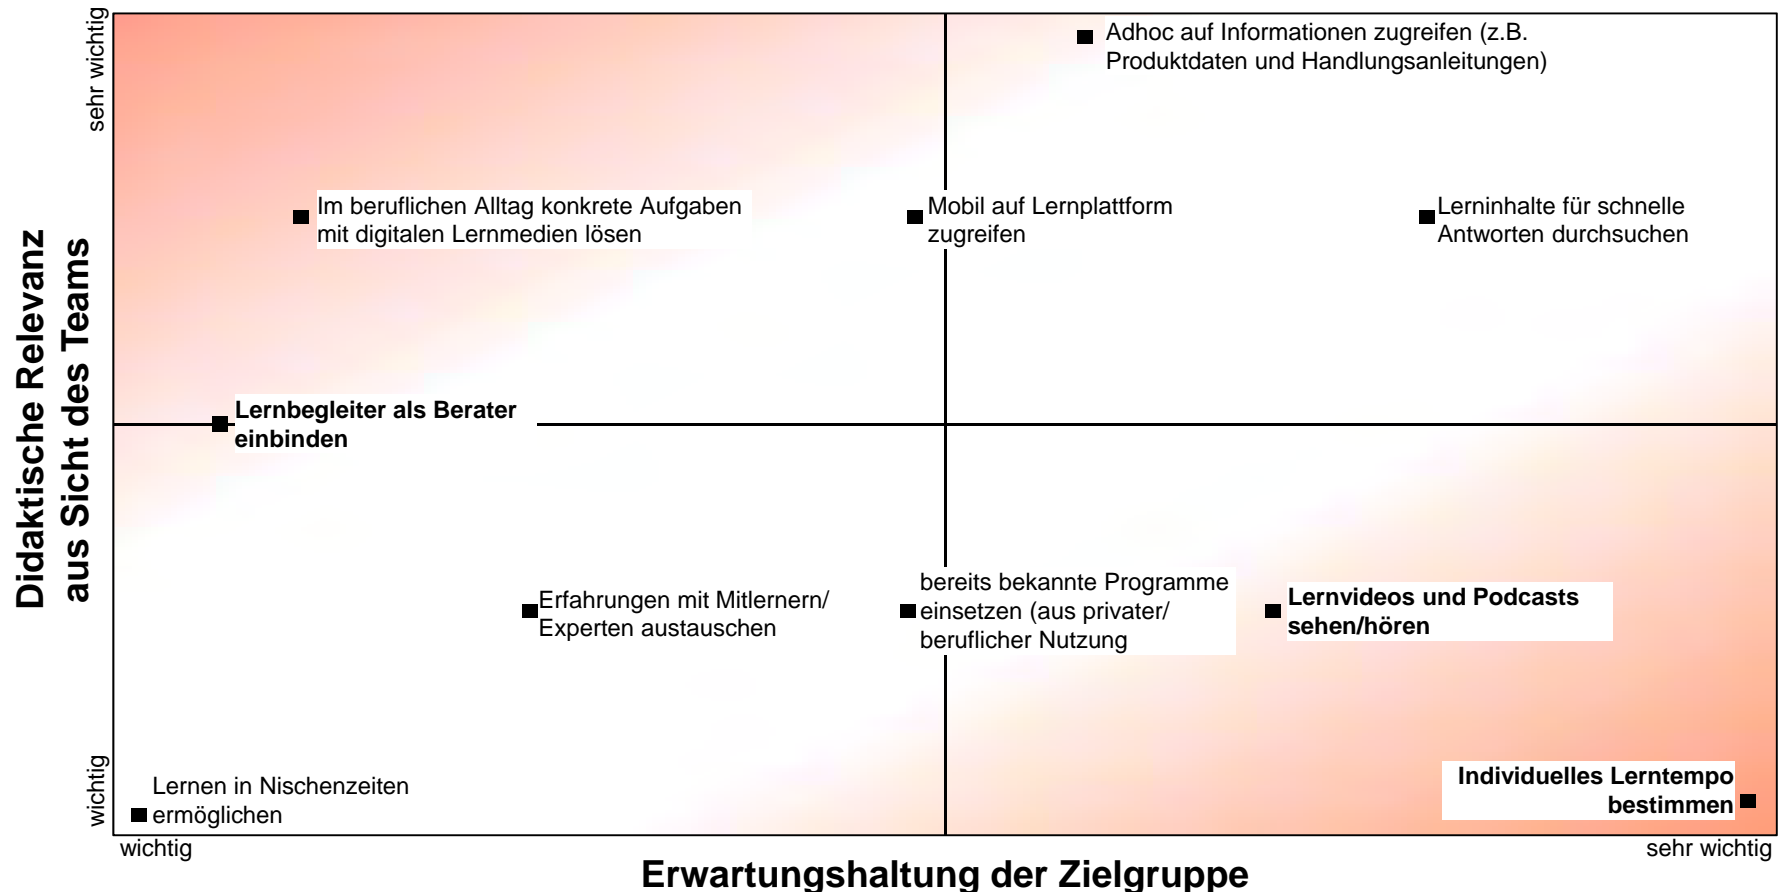 sehr wichtig
Adhoc auf Informationen zugreifen (z.B.
Produktdaten und Handlungsanleitungen)
Im beruflichen Alltag konkrete Aufgaben
mit digitalen Lernmedien lösen
Mobil auf Lernplattform
zugreifen
Lerninhalte für schnelle
Antworten durchsuchen
Didaktische Relevanz
aus Sicht des Teams
Lernbegleiter als Berater
einbinden
Erfahrungen mit Mitlernern/
Experten austauschen
bereits bekannte Programme
einsetzen (aus privater/
beruflicher Nutzung
Lernvideos und Podcasts
sehen/hören
wichtig
Lernen in Nischenzeiten
ermöglichen
Individuelles Lerntempo
bestimmen
wichtig
sehr wichtig
Erwartungshaltung der Zielgruppe